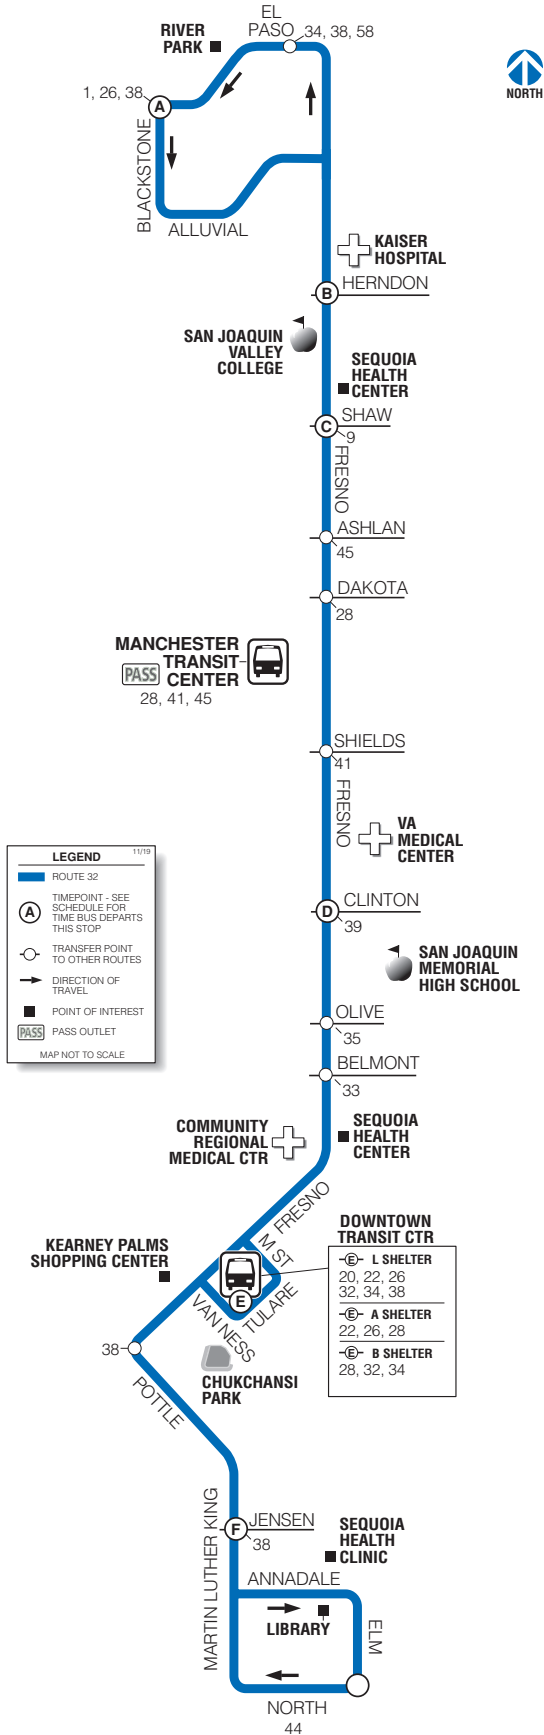 EL
PASO
34, 38, 58
RIVER
PARK
NORTH
1, 26, 38
A
BLACKSTONE
ALLUVIAL
KAISER
HOSPITAL
B
HERNDON
SAN JOAQUIN
VALLEY
COLLEGE
SEQUOIA
HEALTH
CENTER
C
SHAW
9
FRESNO
ASHLAN
45
DAKOTA
28
MANCHESTER
TRANSIT
PASS CENTER
28, 41, 45
SHIELDS
41
FRESNO
VA
MEDICAL
CENTER
LEGEND
11/19
ROUTE 32
A
TIMEPOINT - SEE
SCHEDULE FOR
TIME BUS DEPARTS
THIS STOP
TRANSFER POINT
TO OTHER ROUTES
DIRECTION OF
TRAVEL
POINT OF INTEREST
PASS
PASS OUTLET
MAP NOT TO SCALE
D
CLINTON
39
SAN JOAQUIN
MEMORIAL
HIGH SCHOOL
OLIVE
35
BELMONT
33
COMMUNITY
REGIONAL
MEDICAL CTR
SEQUOIA
HEALTH
CENTER
FRESNO
M ST
KEARNEY PALMS
SHOPPING CENTER
E
VAN NESS
TULARE
DOWNTOWN
TRANSIT CTR
E L SHELTER
20, 22, 26
32, 34, 38
E A SHELTER
22, 26, 28
E B SHELTER
28, 32, 34
38
CHUKCHANSI
PARK
POTTLE
MARTIN LUTHER KING
F
JENSEN
38
SEQUOIA
HEALTH
CLINIC
ANNADALE
LIBRARY
ELM
NORTH
44